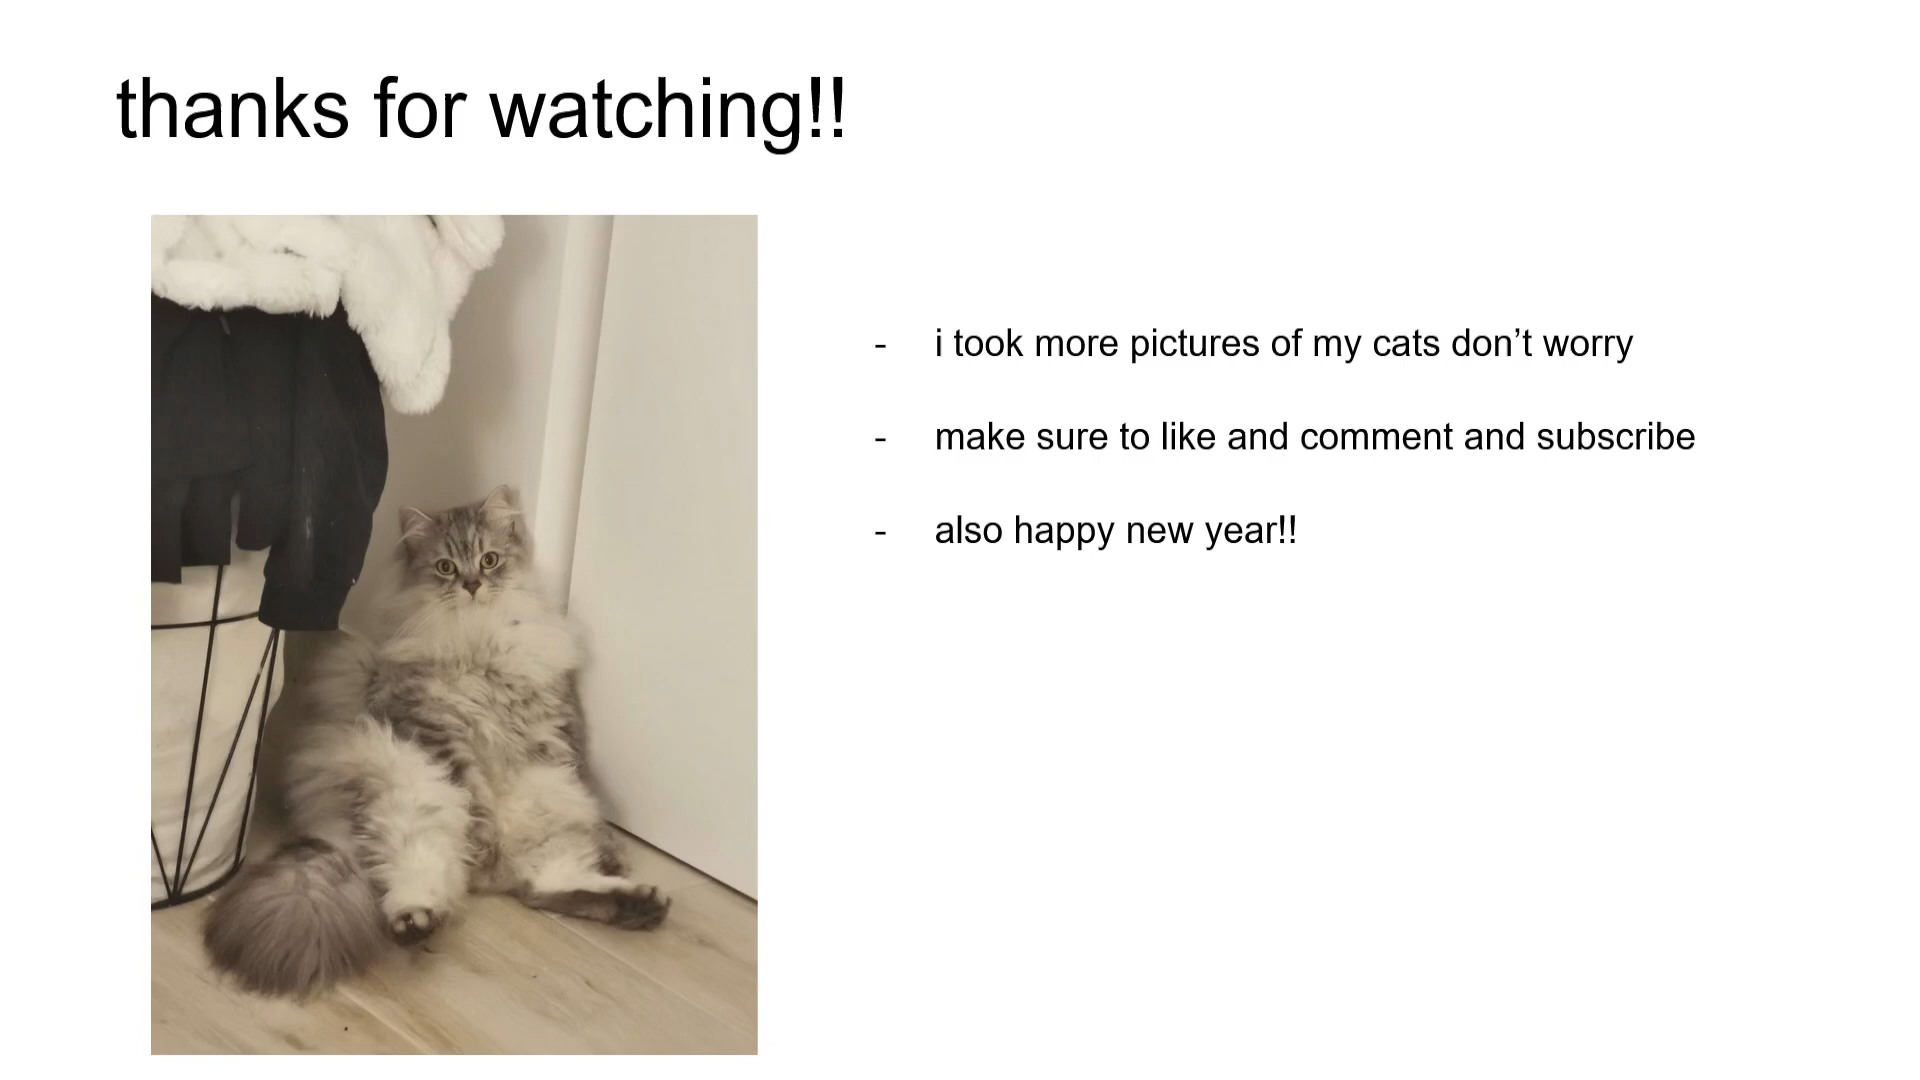 thanks for watching!!
- i took more pictures of my cats don’t worry
- make sure to like and comment and subscribe
- also happy new year!!